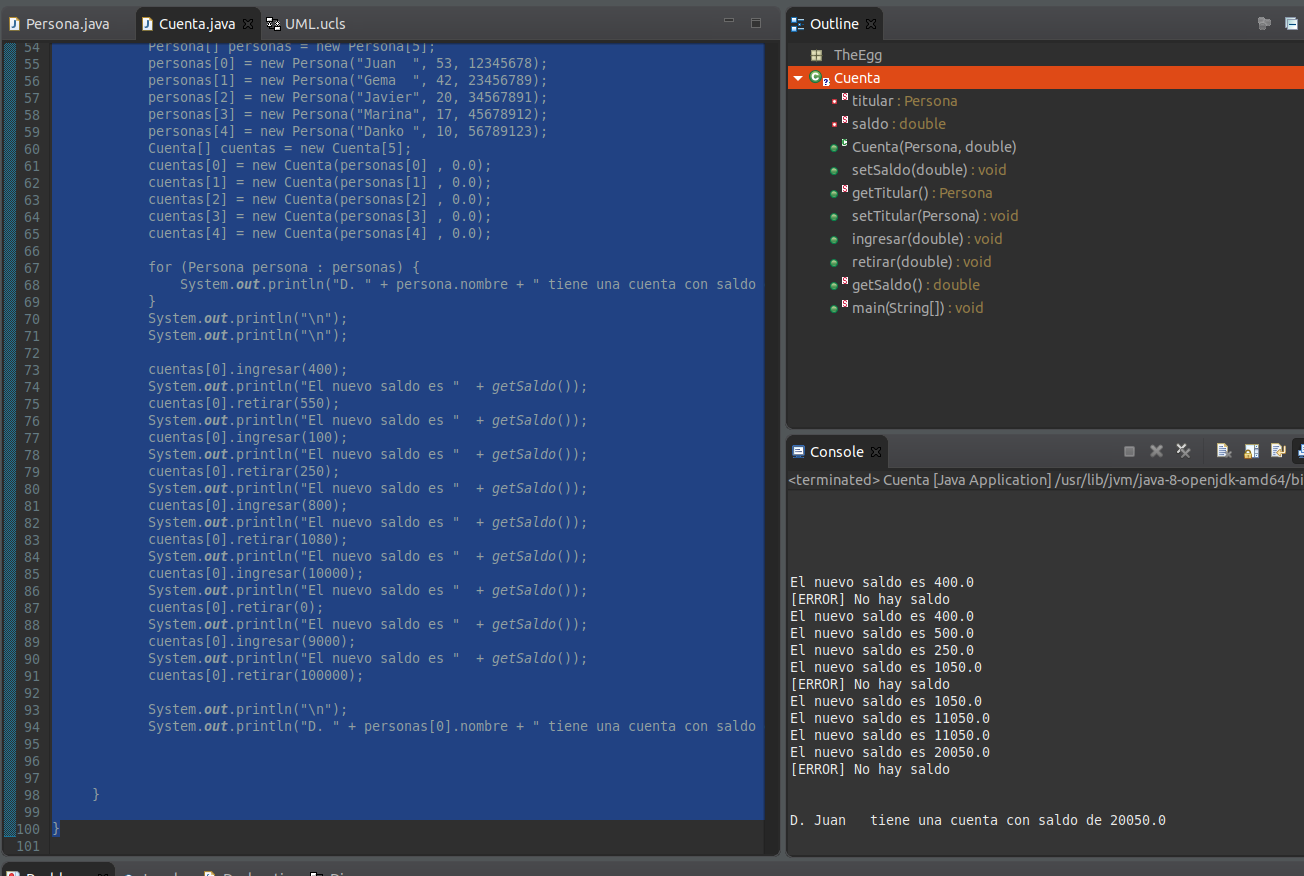 Persona.java
Cuenta.java
UML.ucls
54 Persona[] personas = new Persona[5];
55 personas[0] = new Persona("Juan  ", 53, 12345678);
56 personas[1] = new Persona("Gema  ", 42, 23456789);
57 personas[2] = new Persona("Javier", 20, 34567891);
58 personas[3] = new Persona("Marina", 17, 45678912);
59 personas[4] = new Persona("Danko ", 10, 56789123);
60 Cuenta[] cuentas = new Cuenta[5];
61 cuentas[0] = new Cuenta(personas[0] , 0.0);
62 cuentas[1] = new Cuenta(personas[1] , 0.0);
63 cuentas[2] = new Cuenta(personas[2] , 0.0);
64 cuentas[3] = new Cuenta(personas[3] , 0.0);
65 cuentas[4] = new Cuenta(personas[4] , 0.0);
66
67 for (Persona persona : personas) {
68 System.out.println("D. " + persona.nombre + " tiene una cuenta con saldo
69 }
70 System.out.println("\n");
71 System.out.println("\n");
72
73 cuentas[0].ingresar(400);
74 System.out.println("El nuevo saldo es "  + getSaldo());
75 cuentas[0].retirar(550);
76 System.out.println("El nuevo saldo es "  + getSaldo());
77 cuentas[0].ingresar(100);
78 System.out.println("El nuevo saldo es "  + getSaldo());
79 cuentas[0].retirar(250);
80 System.out.println("El nuevo saldo es "  + getSaldo());
81 cuentas[0].ingresar(800);
82 System.out.println("El nuevo saldo es "  + getSaldo());
83 cuentas[0].retirar(1080);
84 System.out.println("El nuevo saldo es "  + getSaldo());
85 cuentas[0].ingresar(10000);
86 System.out.println("El nuevo saldo es "  + getSaldo());
87 cuentas[0].retirar(0);
88 System.out.println("El nuevo saldo es "  + getSaldo());
89 cuentas[0].ingresar(9000);
90 System.out.println("El nuevo saldo es "  + getSaldo());
91 cuentas[0].retirar(100000);
92
93 System.out.println("\n");
94 System.out.println("D. " + personas[0].nombre + " tiene una cuenta con saldo
95
96
97
98 }
99
100 }
101
Outline
TheEgg
Cuenta
titular : Persona
saldo : double
Cuenta(Persona, double)
setSaldo(double) : void
getTitular() : Persona
setTitular(Persona) : void
ingresar(double) : void
retirar(double) : void
getSaldo() : double
main(String[]) : void
Console
<terminated> Cuenta [Java Application] /usr/lib/jvm/java-8-openjdk-amd64/bi
El nuevo saldo es 400.0
[ERROR] No hay saldo
El nuevo saldo es 400.0
El nuevo saldo es 500.0
El nuevo saldo es 250.0
El nuevo saldo es 1050.0
[ERROR] No hay saldo
El nuevo saldo es 1050.0
El nuevo saldo es 11050.0
El nuevo saldo es 11050.0
El nuevo saldo es 20050.0
[ERROR] No hay saldo
D. Juan   tiene una cuenta con saldo de 20050.0